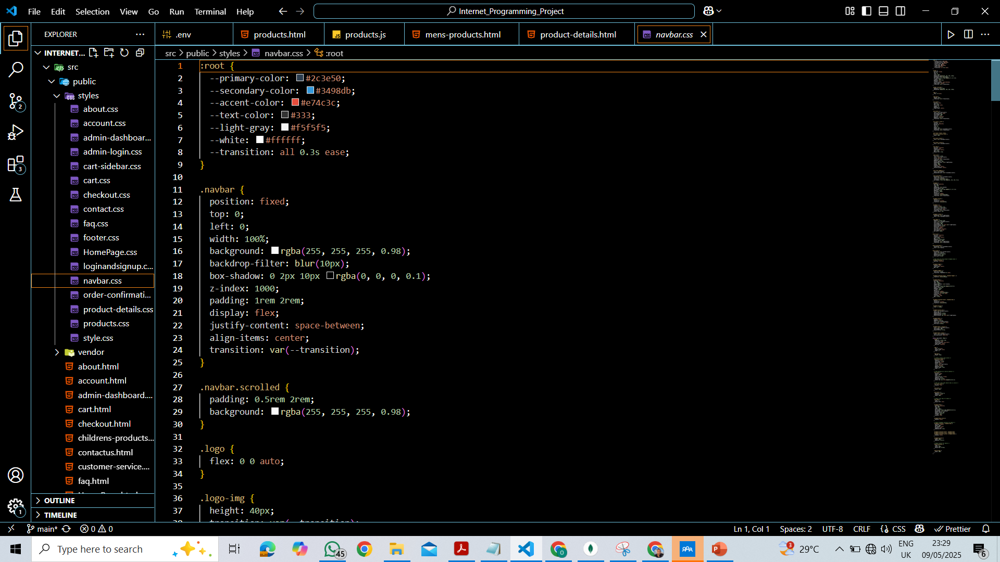 File Edit Selection View Go Run Terminal Help
Internet_Programming_Project
EXPLORER
.env
products.html
products.js
mens-products.html
product-details.html
navbar.css
INTERNET...
src > public > styles > navbar.css > :root
src
public
styles
about.css
account.css
admin-dashboar...
admin-login.css
cart-sidebar.css
cart.css
checkout.css
contact.css
faq.css
footer.css
HomePage.css
loginandsignup.c...
navbar.css
order-confirmati...
product-details.css
products.css
style.css
vendor
about.html
account.html
admin-dashboard....
cart.html
checkout.html
childrens-products...
contactus.html
customer-service....
faq.html
OUTLINE
TIMELINE
2
3
1
1 :root {
2 --primary-color: #2c3e50;
3 --secondary-color: #3498db;
4 --accent-color: #e74c3c;
5 --text-color: #333;
6 --light-gray: #f5f5f5;
7 --white: #ffffff;
8 --transition: all 0.3s ease;
9 }
10
11 .navbar {
12 position: fixed;
13 top: 0;
14 left: 0;
15 width: 100%;
16 background: rgba(255, 255, 255, 0.98);
17 backdrop-filter: blur(10px);
18 box-shadow: 0 2px 10px rgba(0, 0, 0, 0.1);
19 z-index: 1000;
20 padding: 1rem 2rem;
21 display: flex;
22 justify-content: space-between;
23 align-items: center;
24 transition: var(--transition);
25 }
26
27 .navbar.scrolled {
28 padding: 0.5rem 2rem;
29 background: rgba(255, 255, 255, 0.98);
30 }
31
32 .logo {
33 flex: 0 0 auto;
34 }
35
36 .logo-img {
37 height: 40px;
main* 0 0
Ln 1, Col 1 Spaces: 2 UTF-8 CRLF CSS Prettier
Type here to search
45
3
29°C
ENG
UK
23:29
09/05/2025
6